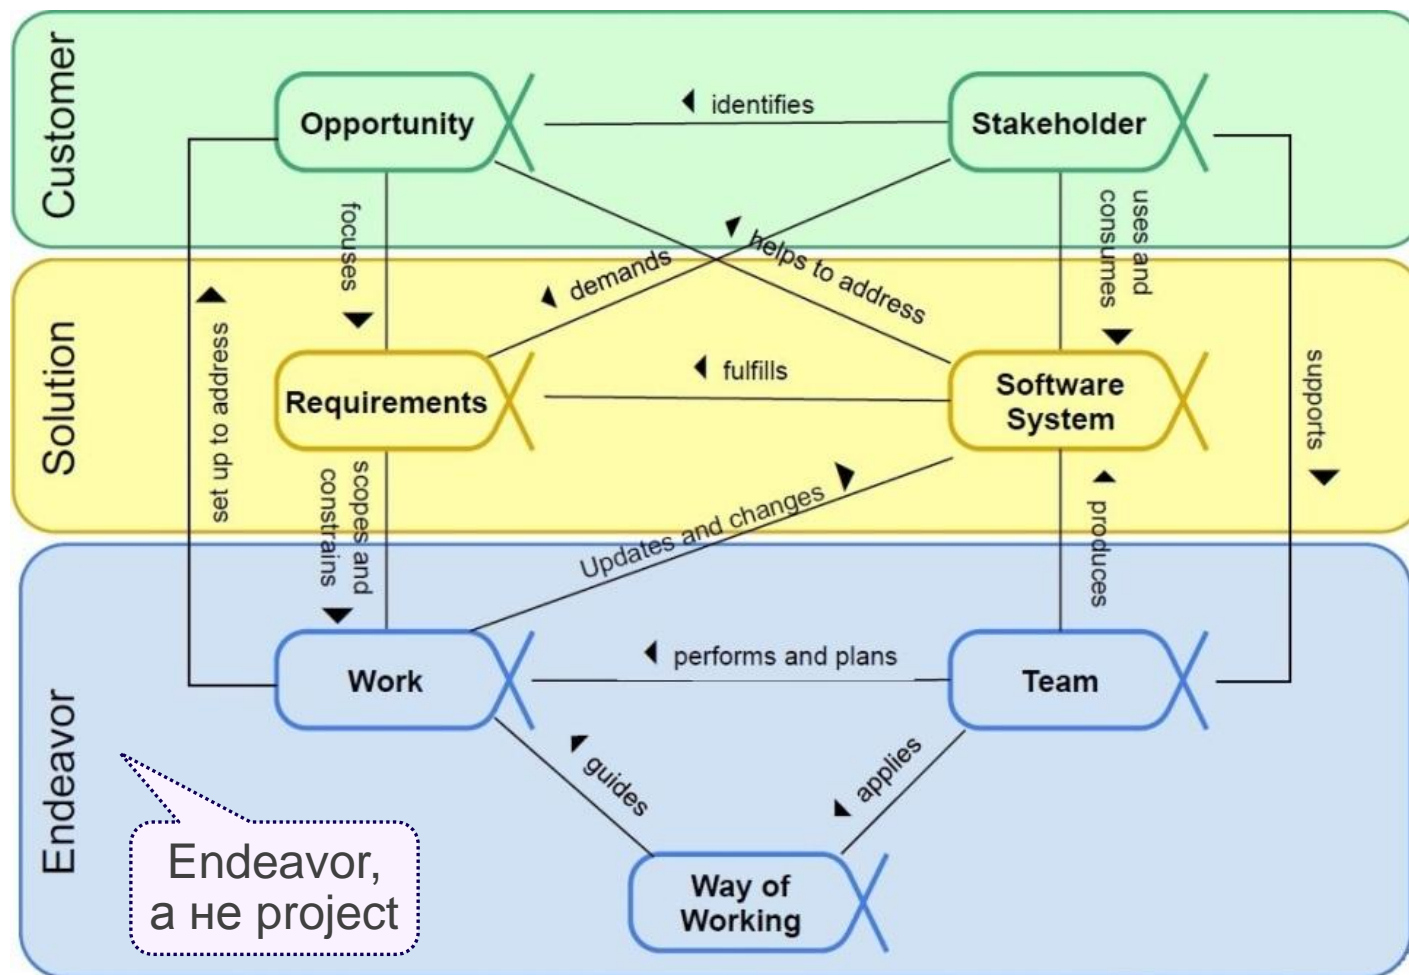 Customer
Opportunity
identifies
Stakeholder
focuses
demands
helps to address
uses and
consumes
Solution
set up to address
Requirements
fulfills
Software
System
supports
scopes and
constrains
Updates and changes
produces
Endeavor
Work
performs and plans
Team
guides
applies
Way of
Working
Endeavor,
а не project